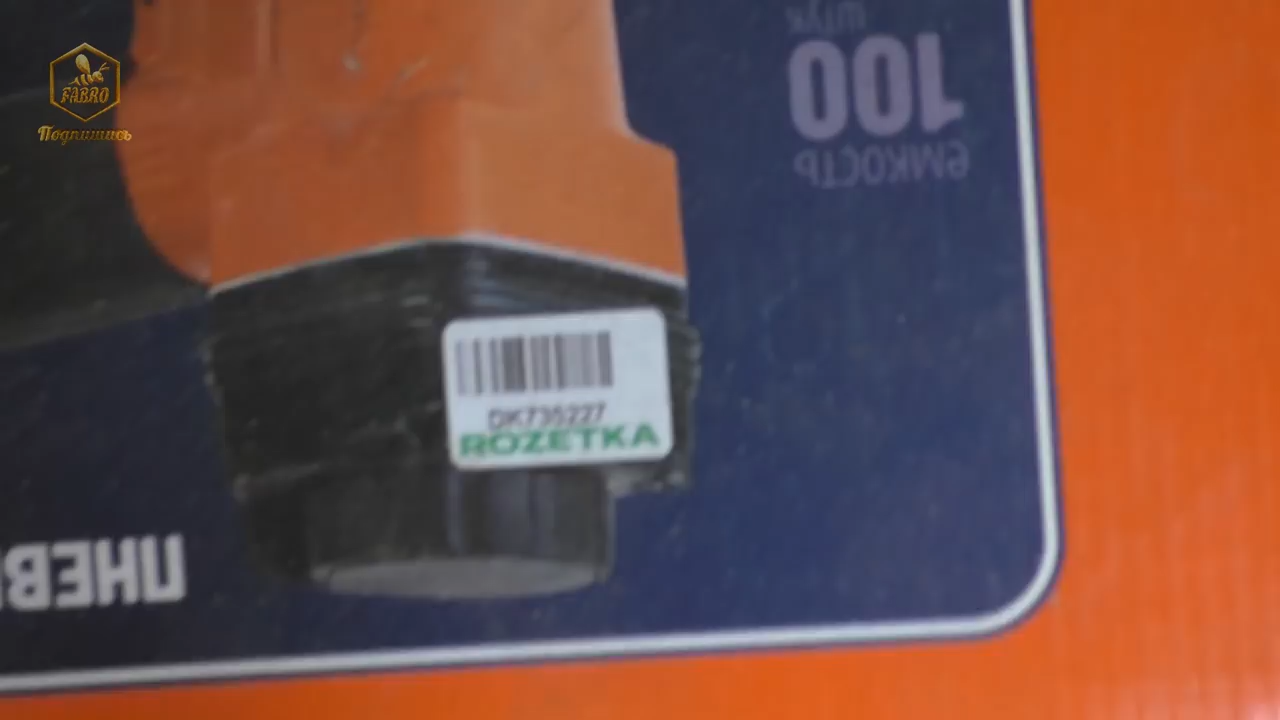 FABRO
Подпишись
штук
100
емкость
DK735227
ROZETKA
ПНЕВ